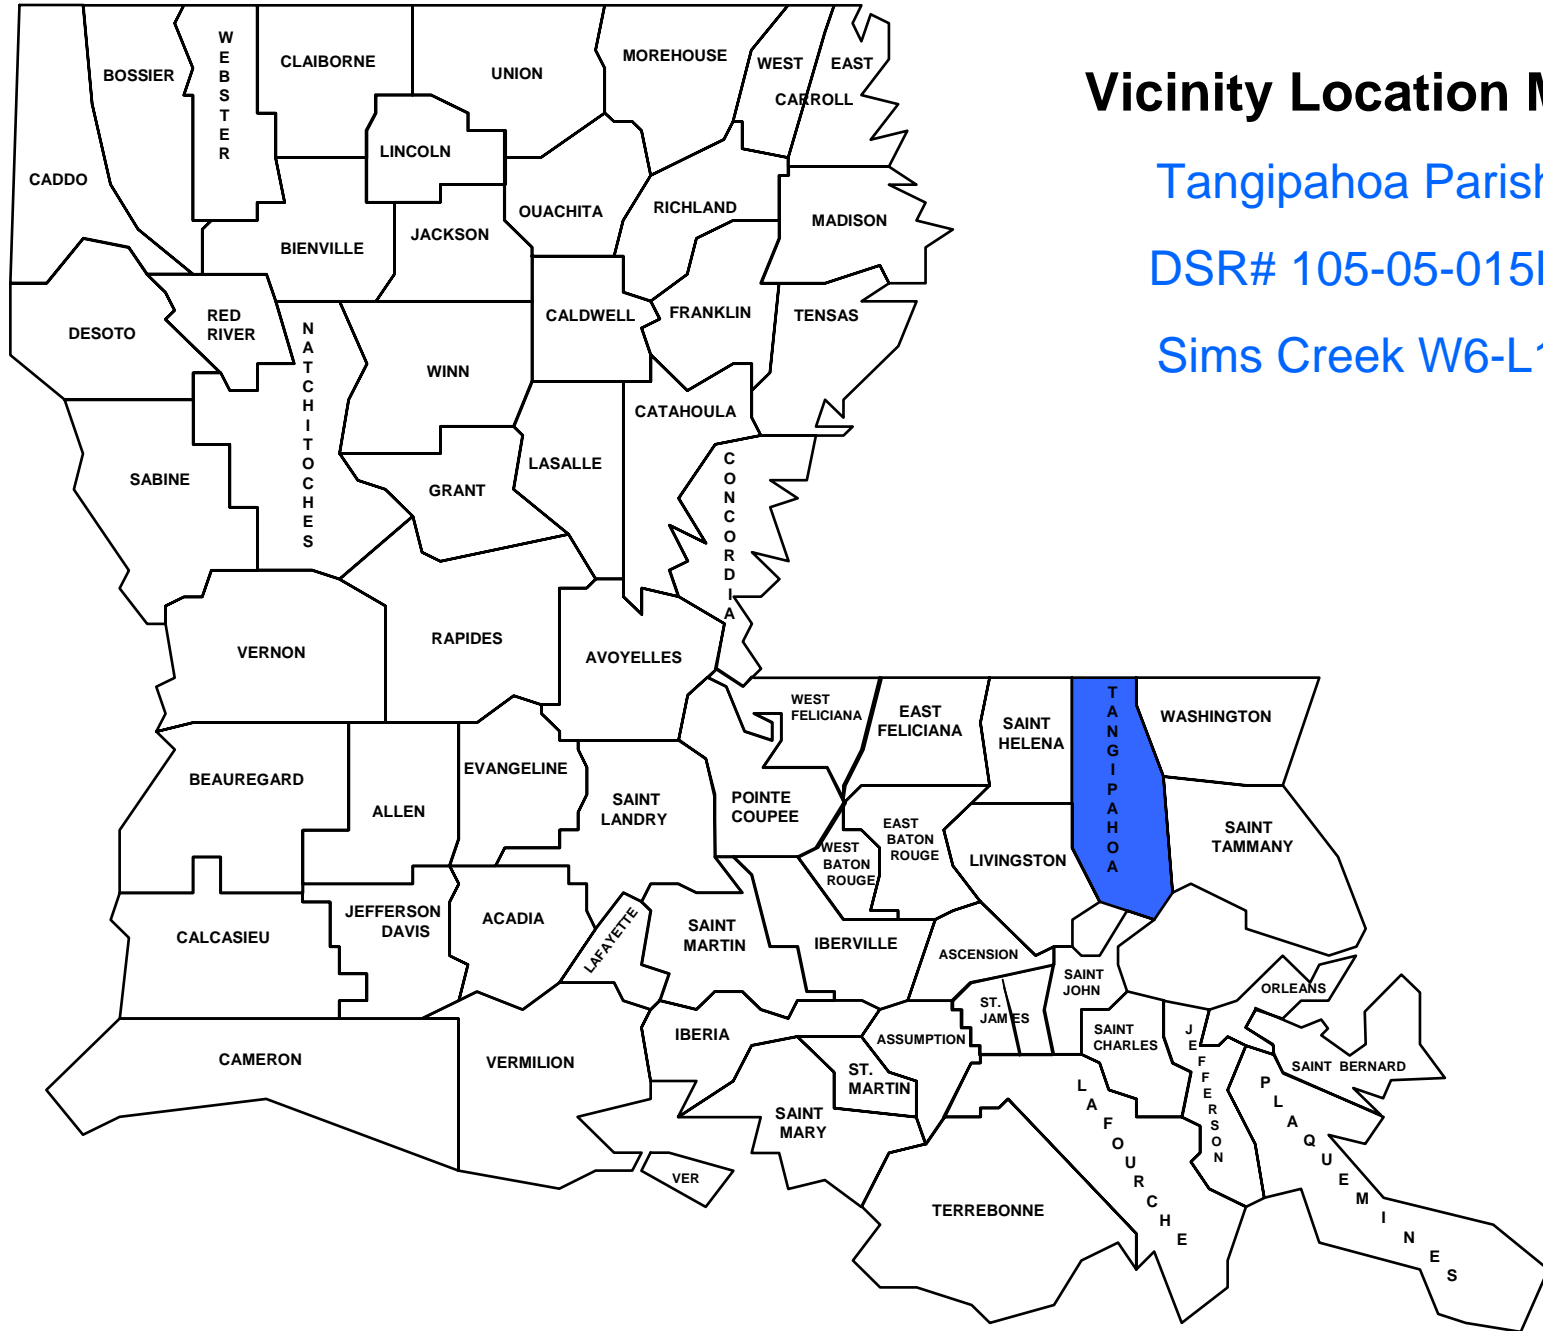 Vicinity Location
Tangipahoa Parish
DSR# 105-05-015
Sims Creek W6-L1
WEBSTER
BOSSIER
CLAIBORNE
UNION
MOREHOUSE
WEST
EAST
CARROLL
CADDO
LINCOLN
OUACHITA
RICHLAND
MADISON
BIENVILLE
JACKSON
DESOTO
RED
RIVER
NATCHITOCHES
WINN
CALDWELL
FRANKLIN
TENSAS
SABINE
GRANT
LASALLE
CATAHOULA
CONCORDIA
VERNON
RAPIDES
AVOYELLES
WEST
FELICIANA
EAST
FELICIANA
SAINT
HELENA
TANGIPAHOA
WASHINGTON
BEAUREGARD
ALLEN
EVANGELINE
SAINT
LANDRY
POINTE
COUPEE
WEST
BATON
ROUGE
EAST
BATON
ROUGE
LIVINGSTON
SAINT
TAMMANY
CALCASIEU
JEFFERSON
DAVIS
ACADIA
LAFAYETTE
SAINT
MARTIN
IBERVILLE
ASCENSION
SAINT
JOHN
ORLEANS
CAMERON
VERMILION
IBERIA
ST.
MARTIN
ASSUMPTION
ST.
JAMES
SAINT
CHARLES
JEFFERSON
SAINT BERNARD
PLAQUEMINES
SAINT
MARY
VER
TERREBONNE
LAFOURCHE